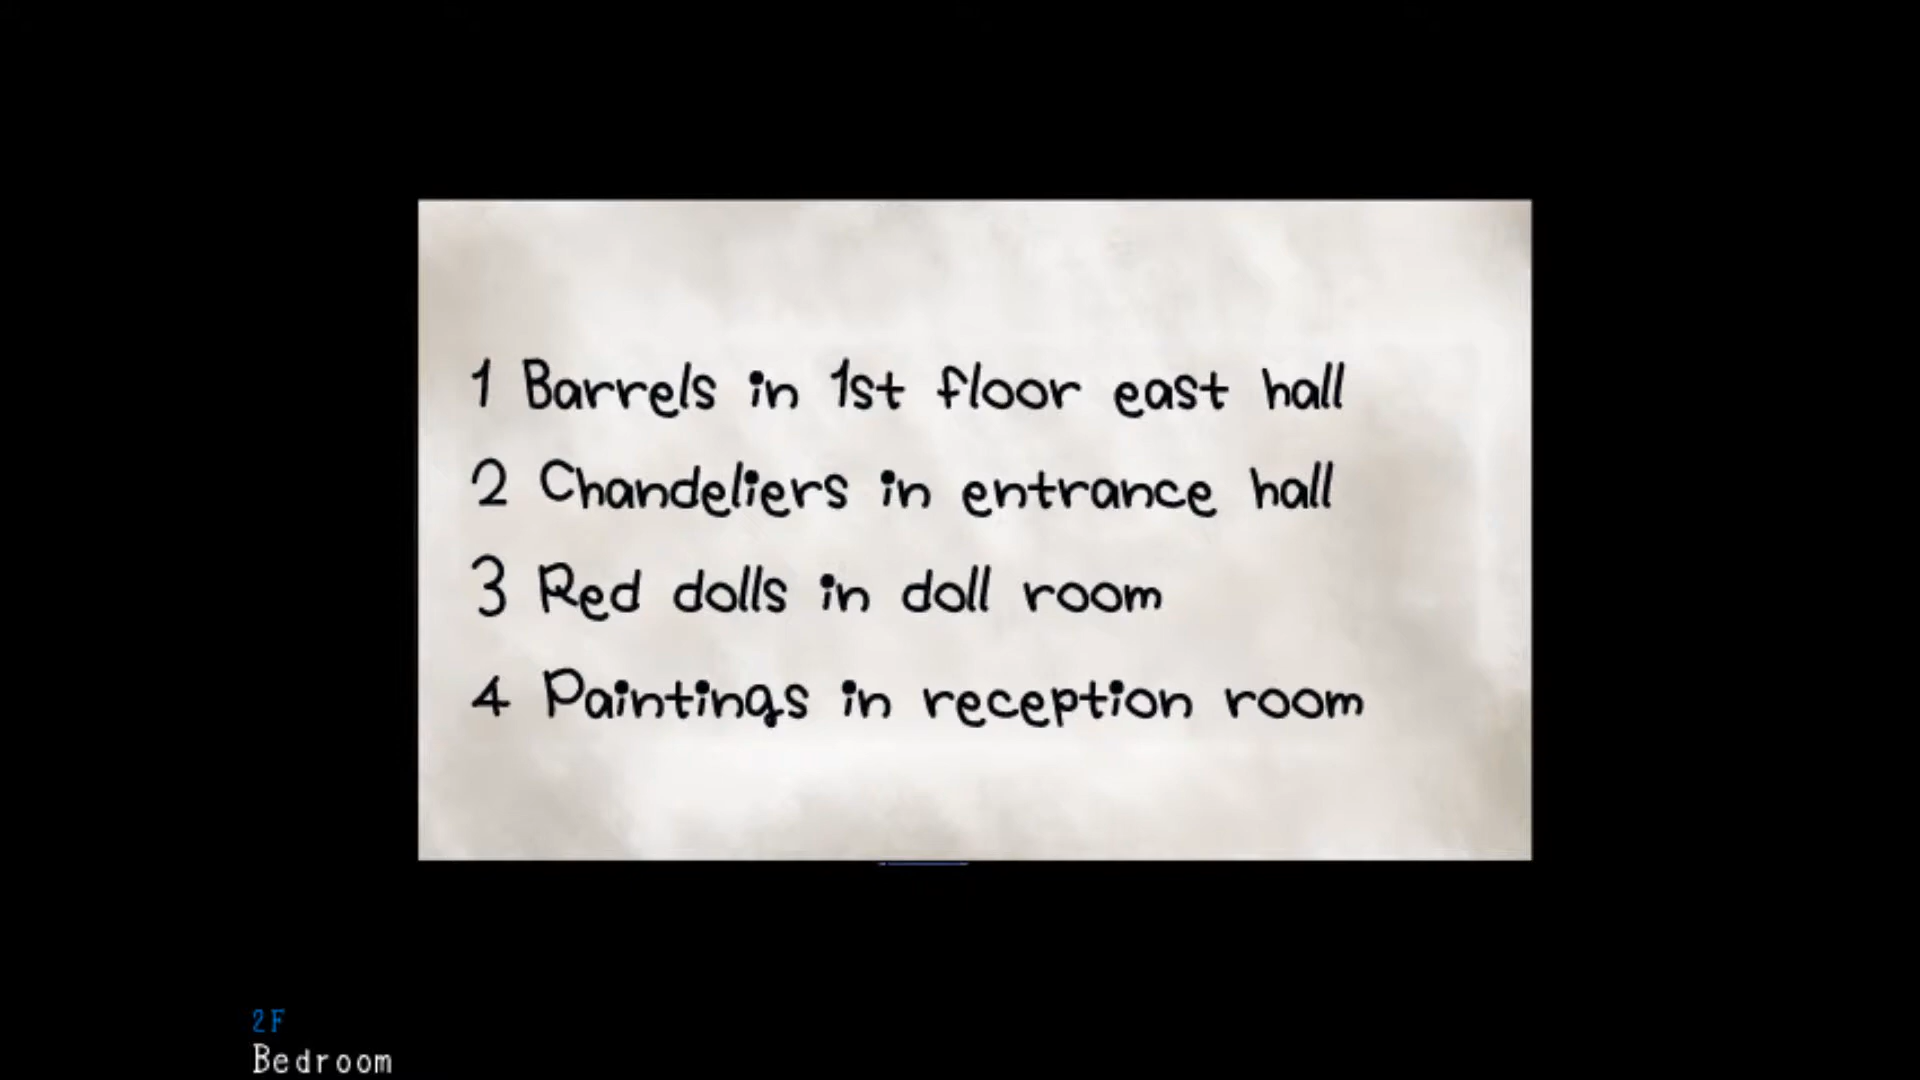 1 Barrels in 1st floor east hall
2 Chandeliers in entrance hall
3 Red dolls in doll room
4 Paintings in reception room
2F
Bedroom